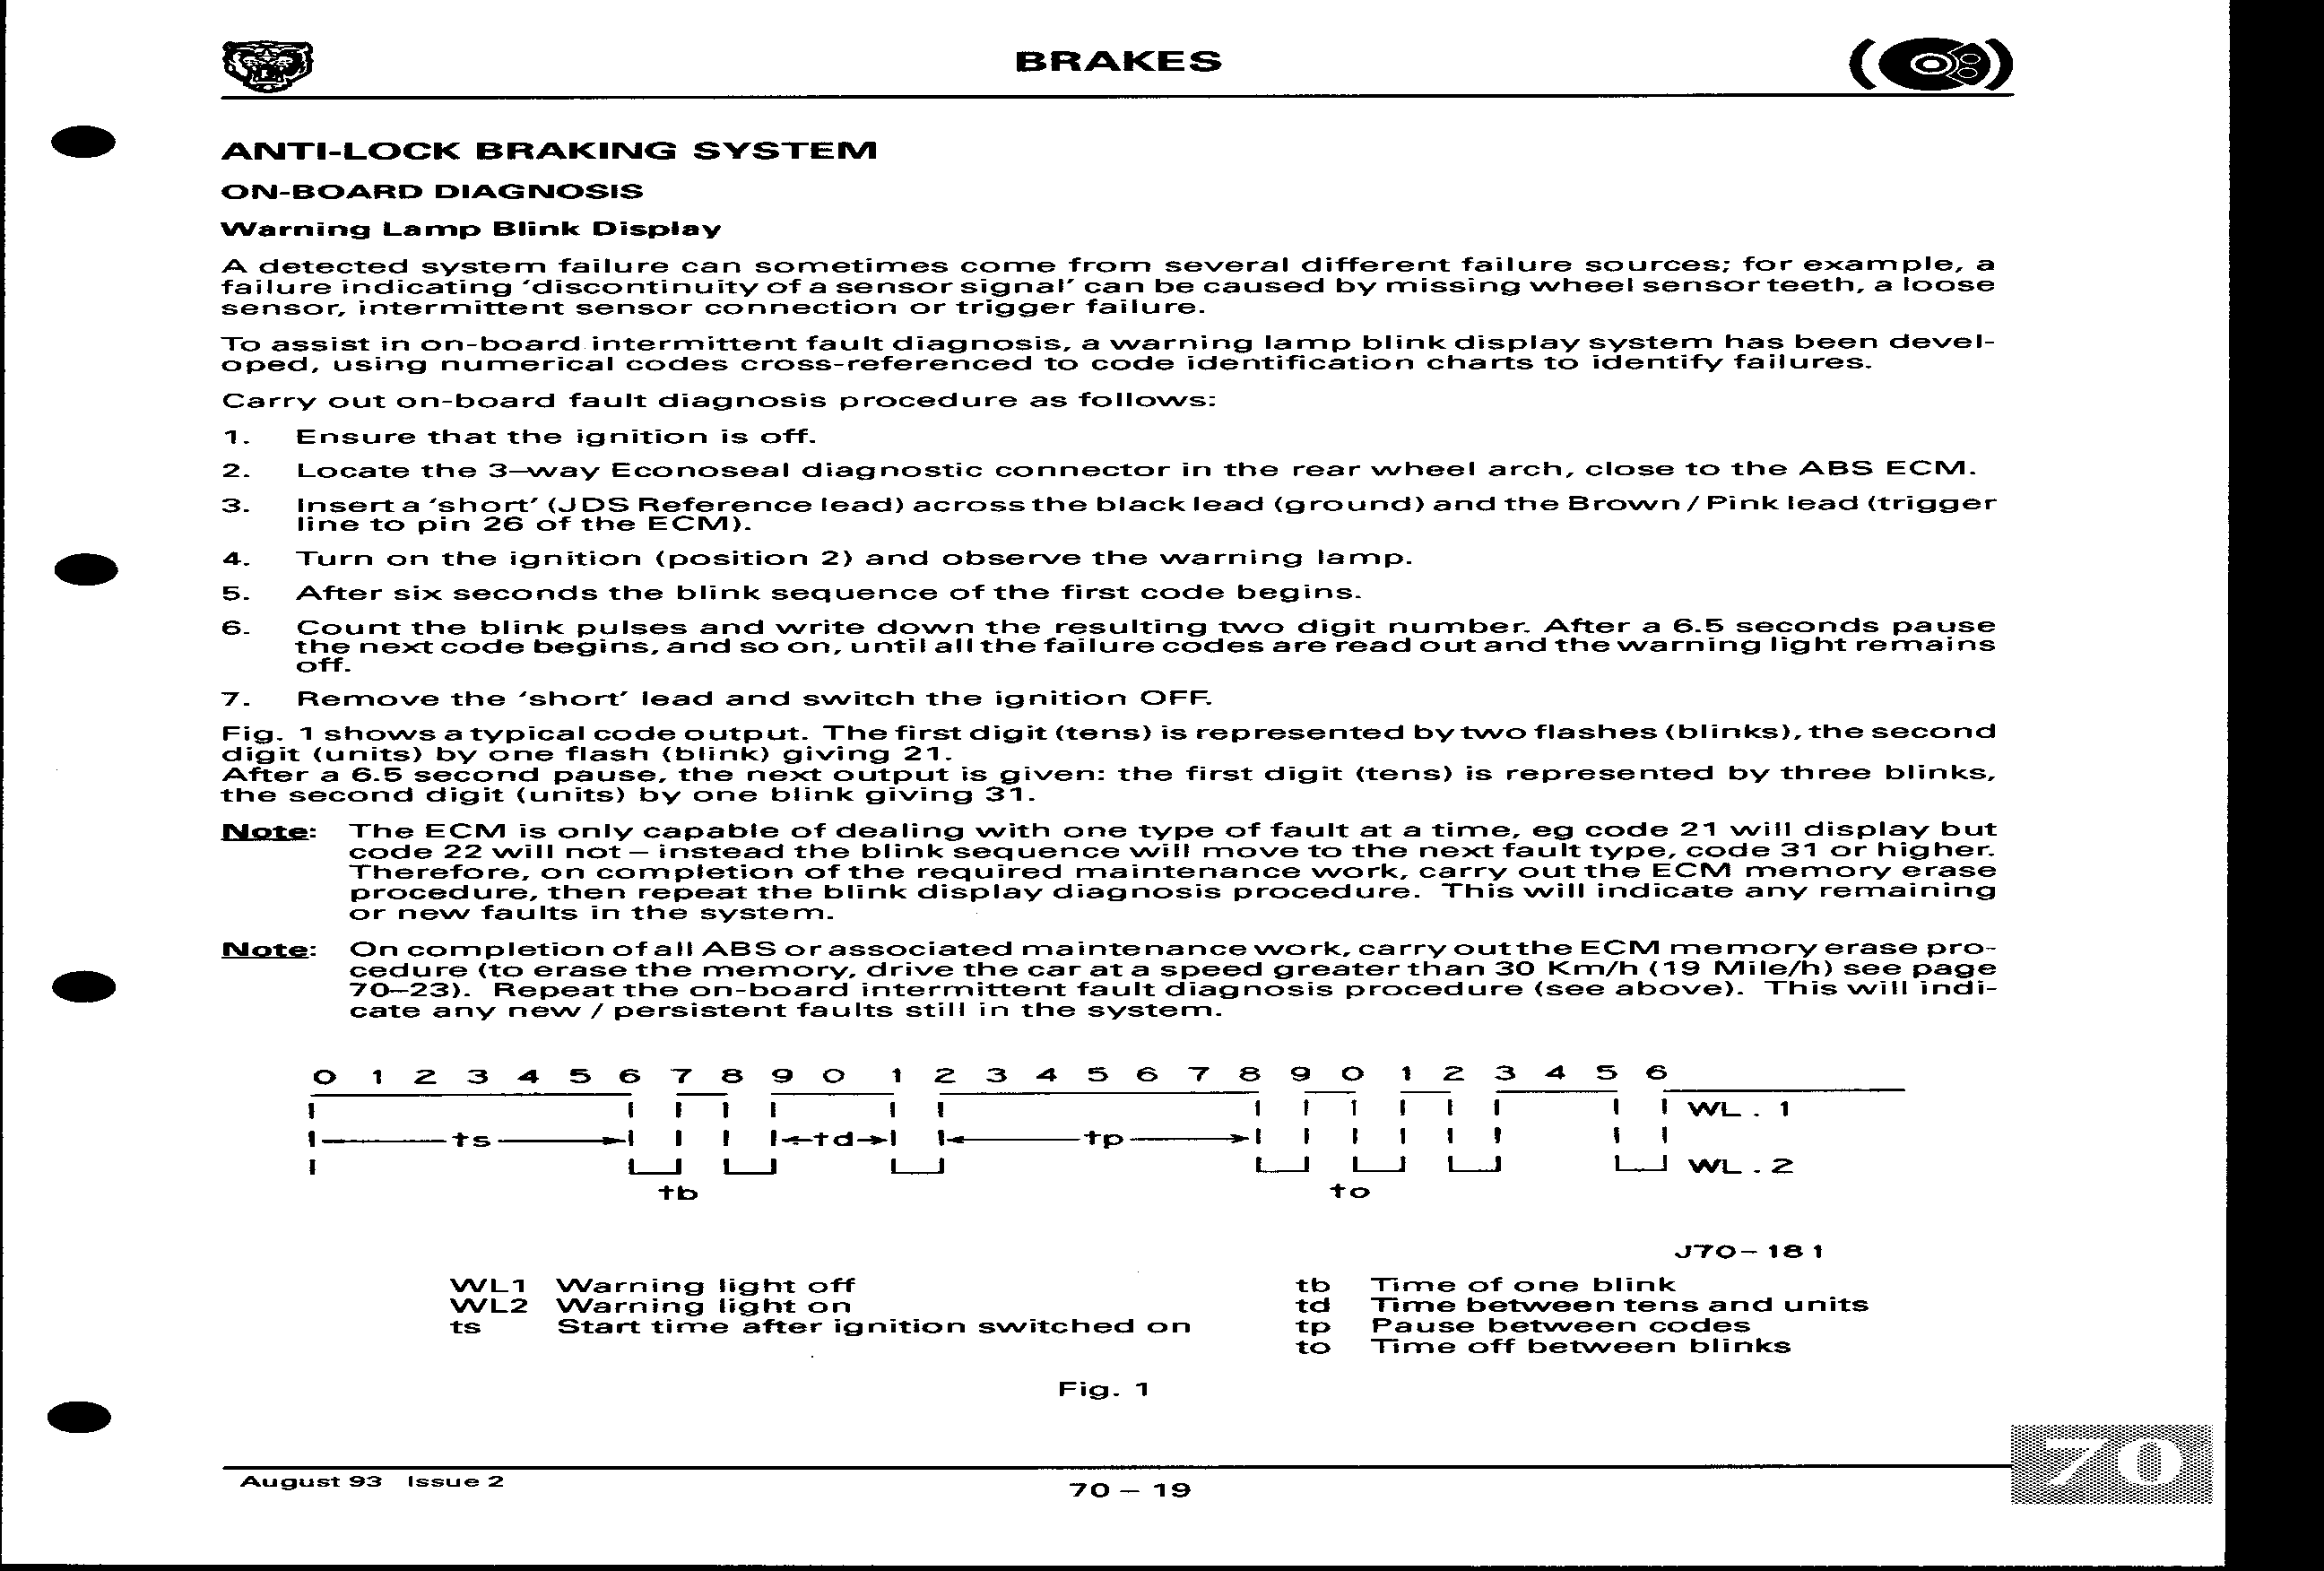 BRAKES
ANTI-LOCK BRAKING SYSTEM
ON-BOARD DIAGNOSIS
Warning Lamp Blink Display
A detected system failure can sometimes come from several different failure sources; for example, a
failure indicating ‘discontinuity of a sensor signal’ can be caused by missing wheel sensor teeth, a loose
sensor, intermittent sensor connection or trigger failure.
To assist in on-board intermittent fault diagnosis, a warning lamp blink display system has been devel-
oped, using numerical codes cross-referenced to code identification charts to identify failures.
Carry out on-board fault diagnosis procedure as follows:
1. Ensure that the ignition is off.
2. Locate the 3–way Econoseal diagnostic connector in the rear wheel arch, close to the ABS ECM.
3. Insert a ‘short’ (JDS Reference lead) across the black lead (ground) and the Brown / Pink lead (trigger
line to pin 26 of the ECM).
4. Turn on the ignition (position 2) and observe the warning lamp.
5. After six seconds the blink sequence of the first code begins.
6. Count the blink pulses and write down the resulting two digit number. After a 6.5 seconds pause
the next code begins, and so on, until all the failure codes are read out and the warning light remains
off.
7. Remove the ‘short’ lead and switch the ignition OFF.
Fig. 1 shows a typical code output. The first digit (tens) is represented by two flashes (blinks), the second
digit (units) by one flash (blink) giving 21.
After a 6.5 second pause, the next output is given: the first digit (tens) is represented by three blinks,
the second digit (units) by one blink giving 31.
Note: The ECM is only capable of dealing with one type of fault at a time, eg code 21 will display but
code 22 will not – instead the blink sequence will move to the next fault type, code 31 or higher.
Therefore, on completion of the required maintenance work, carry out the ECM memory erase
procedure, then repeat the blink display diagnosis procedure. This will indicate any remaining
or new faults in the system.
Note: On completion of all ABS or associated maintenance work, carry out the ECM memory erase pro-
cedure (to erase the memory, drive the car at a speed greater than 30 Km/h (19 Mile/h) see page
70–23). Repeat the on-board intermittent fault diagnosis procedure (see above). This will indi-
cate any new / persistent faults still in the system.
0 1 2 3 4 5 6 7 8 9 0 1 2 3 4 5 6 7 8 9 0 1 2 3 4 5 6
WL . 1
ts td tp
WL . 2
tb to
J70–181
WL1 Warning light off
WL2 Warning light on
ts Start time after ignition switched on
tb Time of one blink
td Time between tens and units
tp Pause between codes
to Time off between blinks
Fig. 1
70
August 93 Issue 2
70 – 19